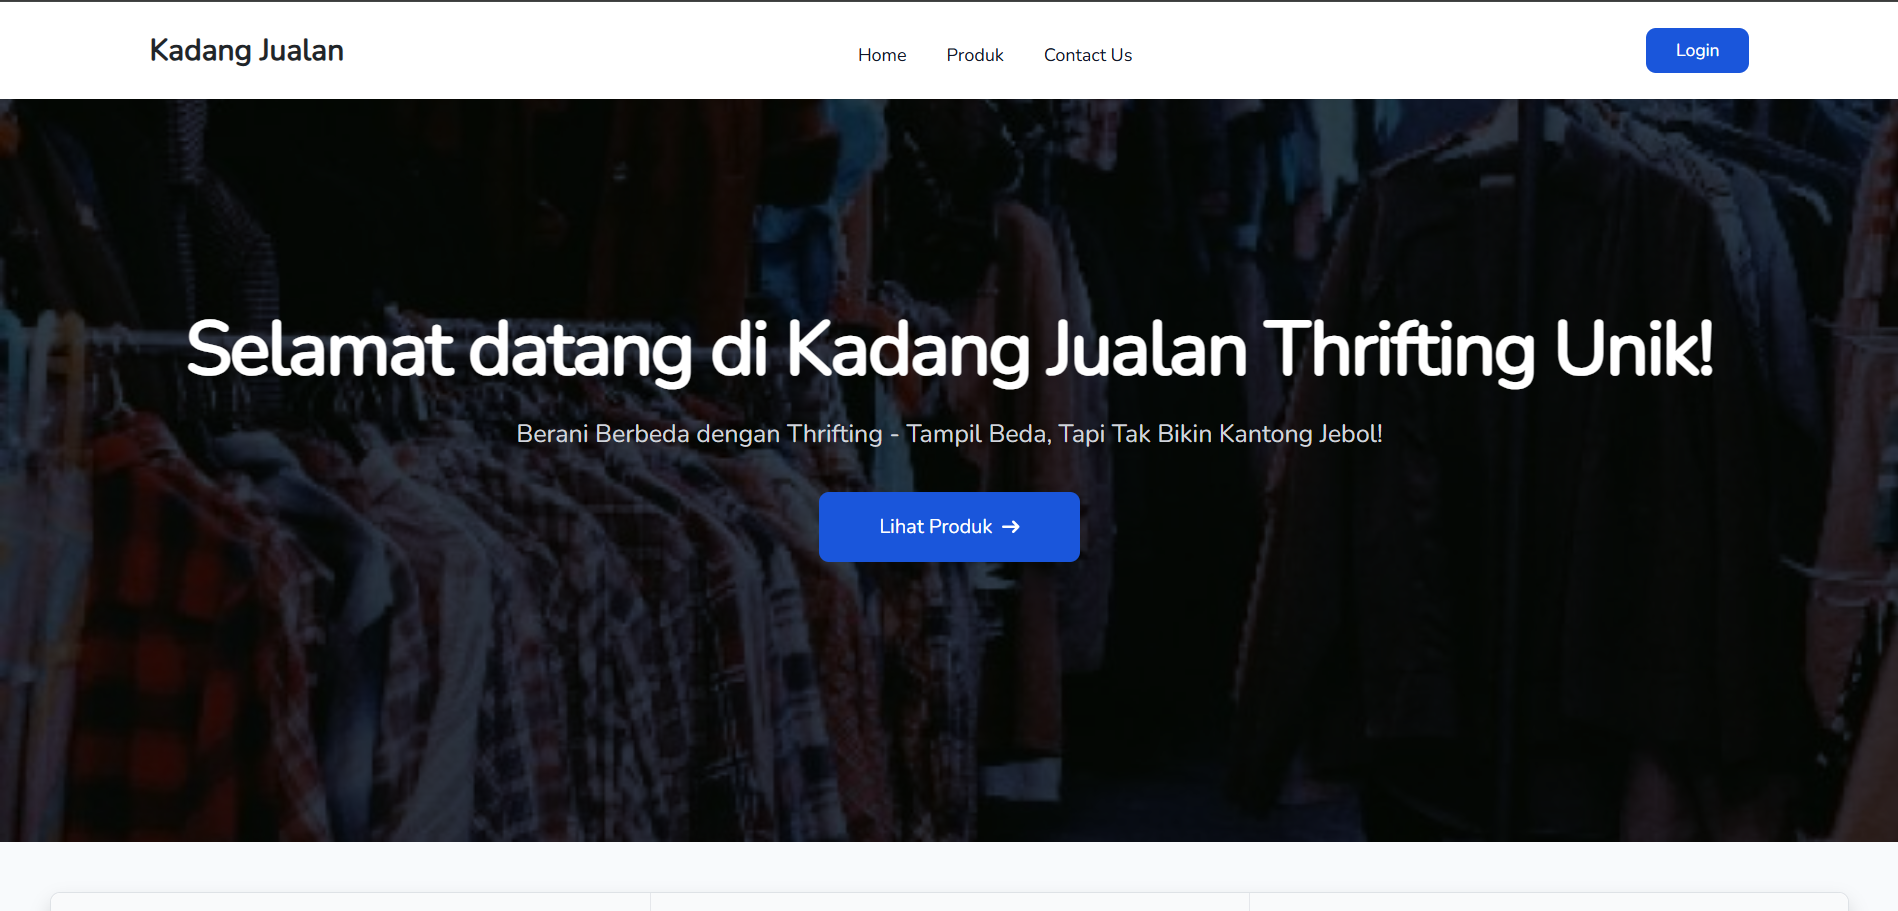 Kadang Jualan
Home Produk Contact Us
Login
Selamat datang di Kadang Jualan Thrifting Unik!
Berani Berbeda dengan Thrifting - Tampil Beda, Tapi Tak Bikin Kantong Jebol!
Lihat Produk →